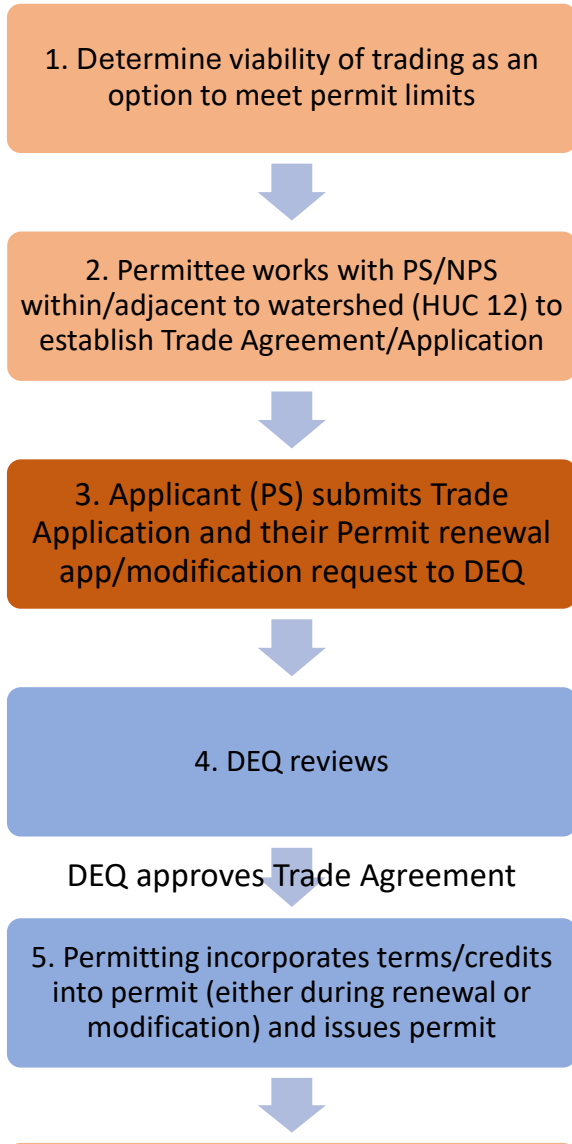 1. Determine viability of trading as an
option to meet permit limits
2. Permittee works with PS/NPS
within/adjacent to watershed (HUC 12) to
establish Trade Agreement/Application
3. Applicant (PS) submits Trade
Application and their Permit renewal
app/modification request to DEQ
4. DEQ reviews
DEQ approves Trade Agreement
5. Permitting incorporates terms/credits
into permit (either during renewal or
modification) and issues permit